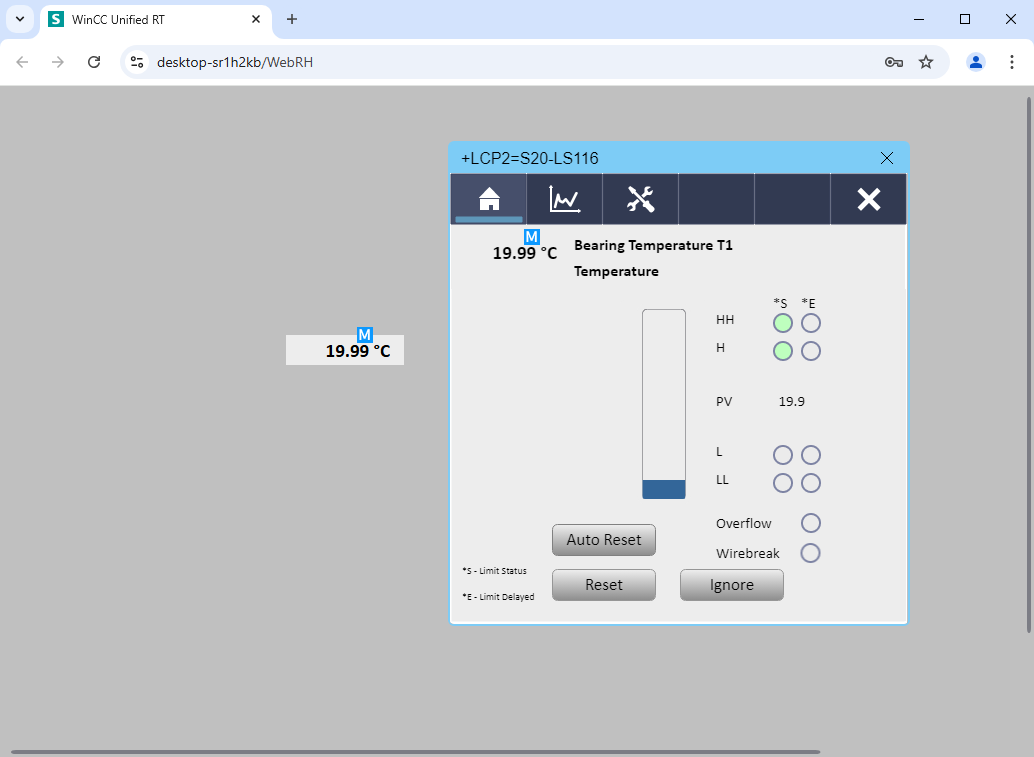 S WinCC Unified RT
desktop-sr1h2kb/WebRH
+LCP2=S20-LS116
M
19.99 °C
Bearing Temperature T1
Temperature
*S *E
HH
H
M
19.99 °C
PV 19.9
L
LL
Overflow
Wirebreak
Auto Reset
*S - Limit Status
Reset
Ignore
*E - Limit Delayed